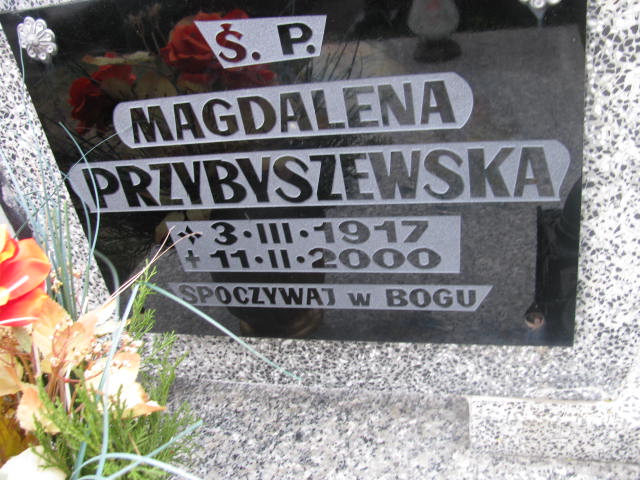 Ś. P.
MAGDALENA
PRZYBYSZEWSKA
* 3·III·1917
+ 11·II·2000
SPOCZYWAJ w BOGU